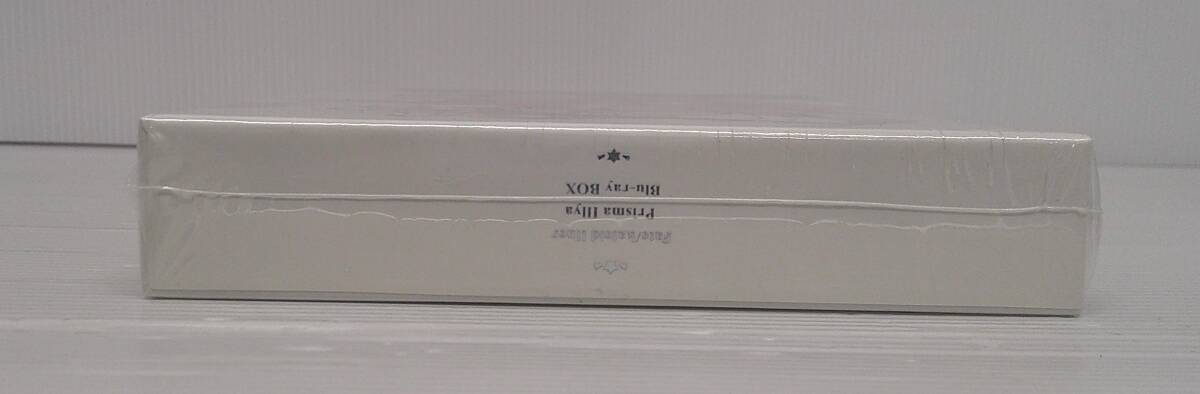 Fate/kaleid liner
Prisma Illya
Blu-ray BOX